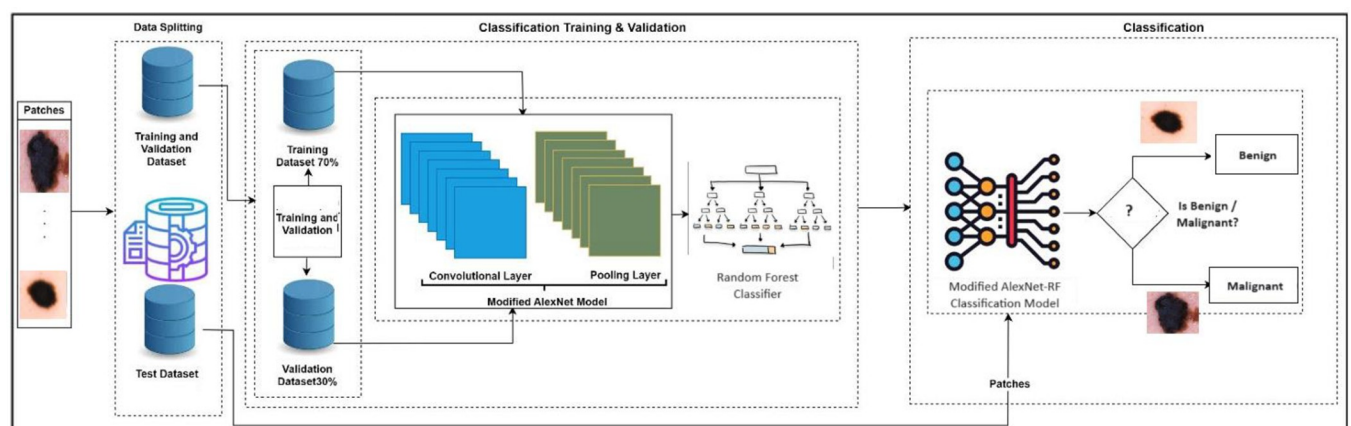 Data Splitting
Classification Training & Validation
Classification
Patches
Training and
Validation
Dataset
Test Dataset
Training
Dataset 70%
Training and
Validation
Validation
Dataset30%
Convolutional Layer
Pooling Layer
Modified AlexNet Model
Random Forest
Classifier
Modified AlexNet-RF
Classification Model
?
Is Benign /
Malignant?
Benign
Malignant
Patches